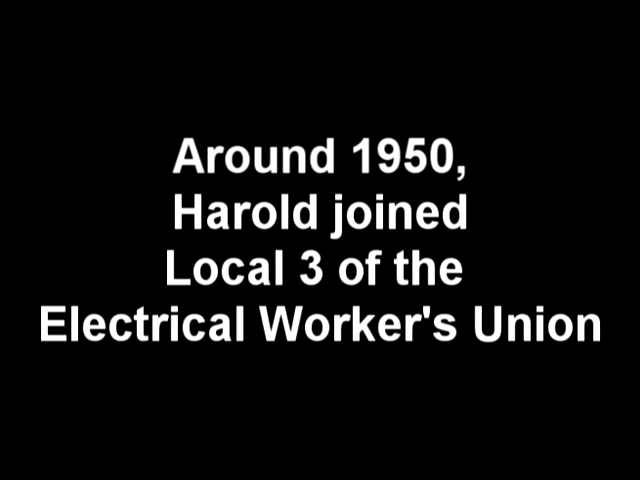 Around 1950,
Harold joined
Local 3 of the
Electrical Worker's Union